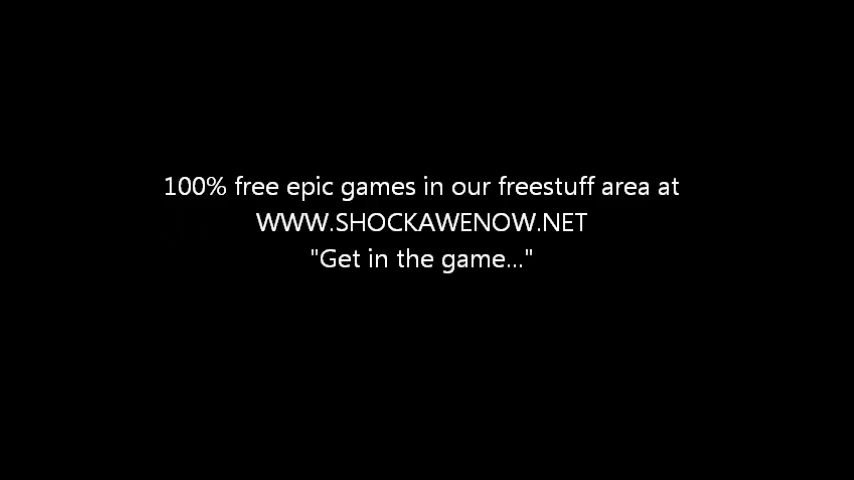 100% free epic games in our freestuff area at
WWW.SHOCKAWENOW.NET
"Get in the game..."